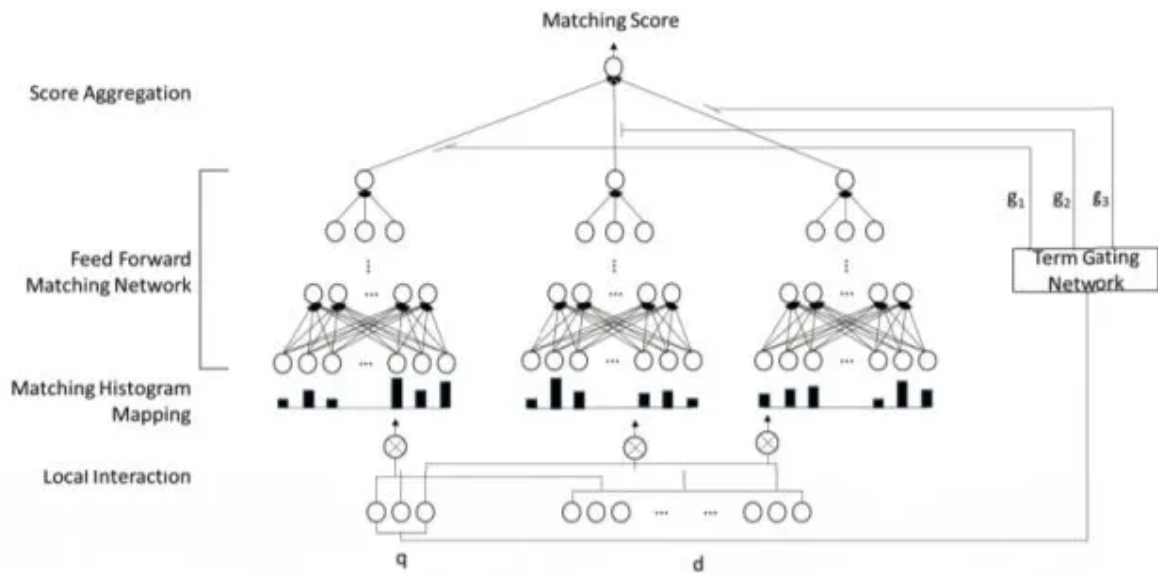 Matching Score
Score Aggregation
g₁ g₂ g₃
Feed Forward
Matching Network
Term Gating
Network
...
...
...
...
...
...
...
...
...
Matching Histogram
Mapping
Local Interaction
... ...
q d